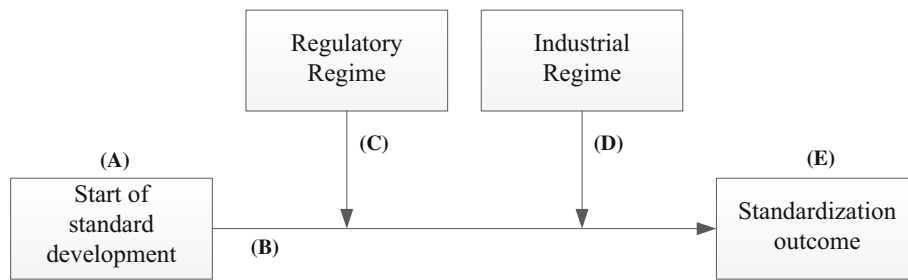 Regulatory
Regime
Industrial
Regime
(C)
(D)
(A)
(E)
Start of
standard
development
(B)
Standardization
outcome